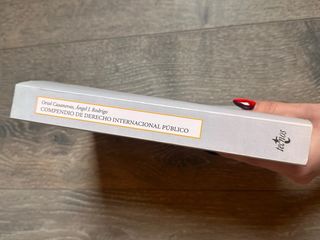 Oriol Casanovas, Ángel J. Rodrigo
COMPENDIO DE DERECHO INTERNACIONAL PÚBLICO
tecnos